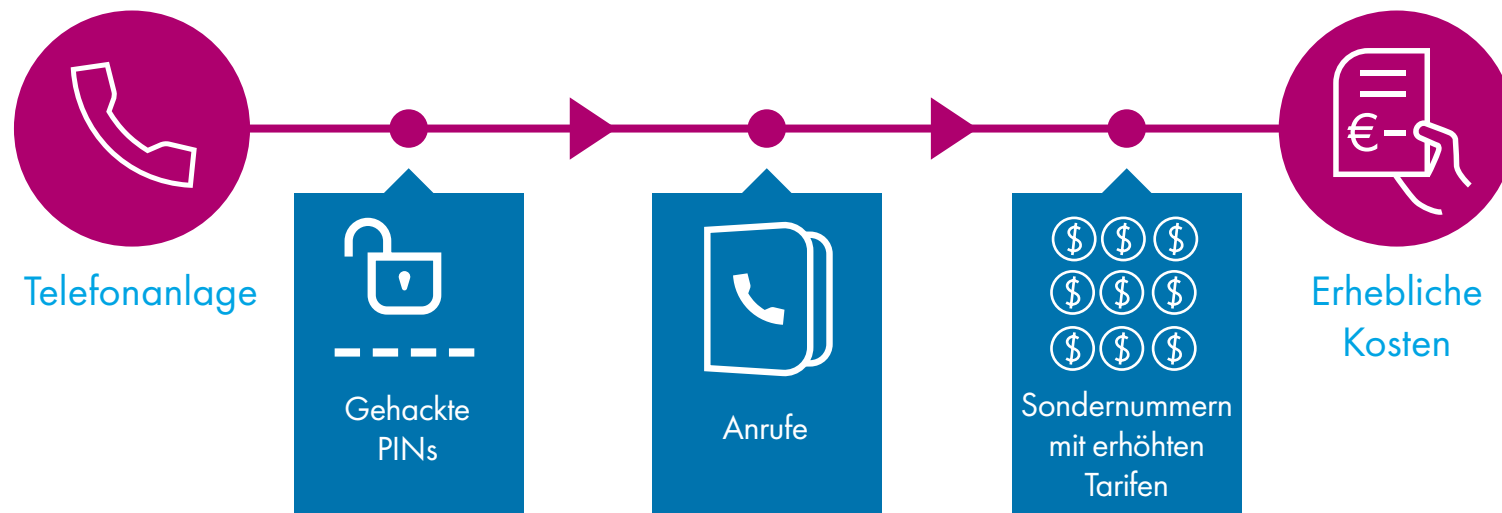 Telefonanlage
Gehackte
PINs
Anrufe
$ $ $
$ $ $
$ $ $
Sondernummern
mit erhöhten
Tarifen
€-
Erhebliche
Kosten